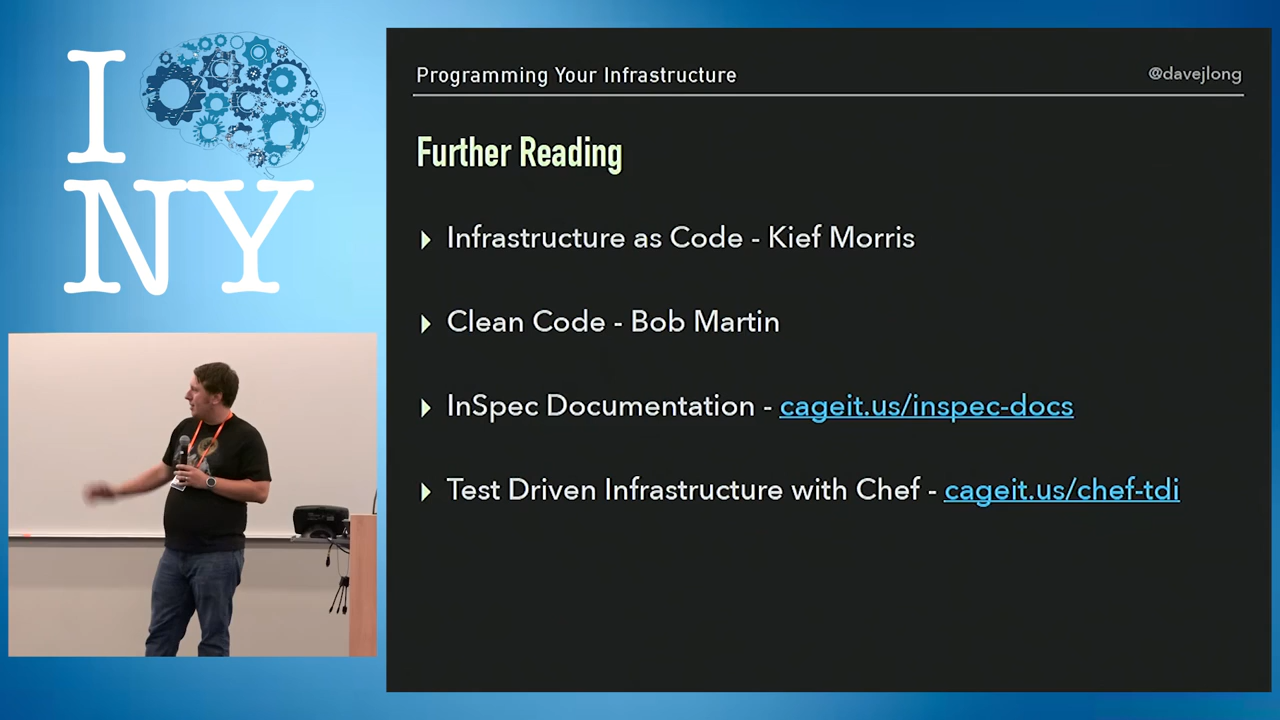 I
NY
Programming Your Infrastructure
@davejlong
Further Reading
Infrastructure as Code - Kief Morris
Clean Code - Bob Martin
InSpec Documentation - cageit.us/inspec-docs
Test Driven Infrastructure with Chef - cageit.us/chef-tdi